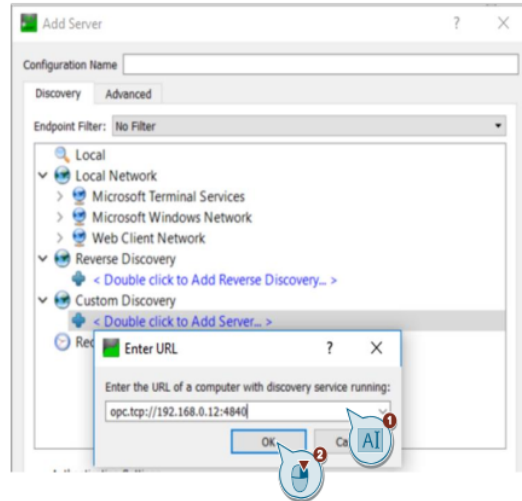 Add Server ? ×
Configuration Name
Discovery Advanced
Endpoint Filter: No Filter
Local
Local Network
Microsoft Terminal Services
Microsoft Windows Network
Web Client Network
Reverse Discovery
< Double click to Add Reverse Discovery... >
Custom Discovery
< Double click to Add Server... >
Rec
Enter URL ? ×
Enter the URL of a computer with discovery service running:
opc.tcp://192.168.0.12:4840
1
OK Ca AI
2